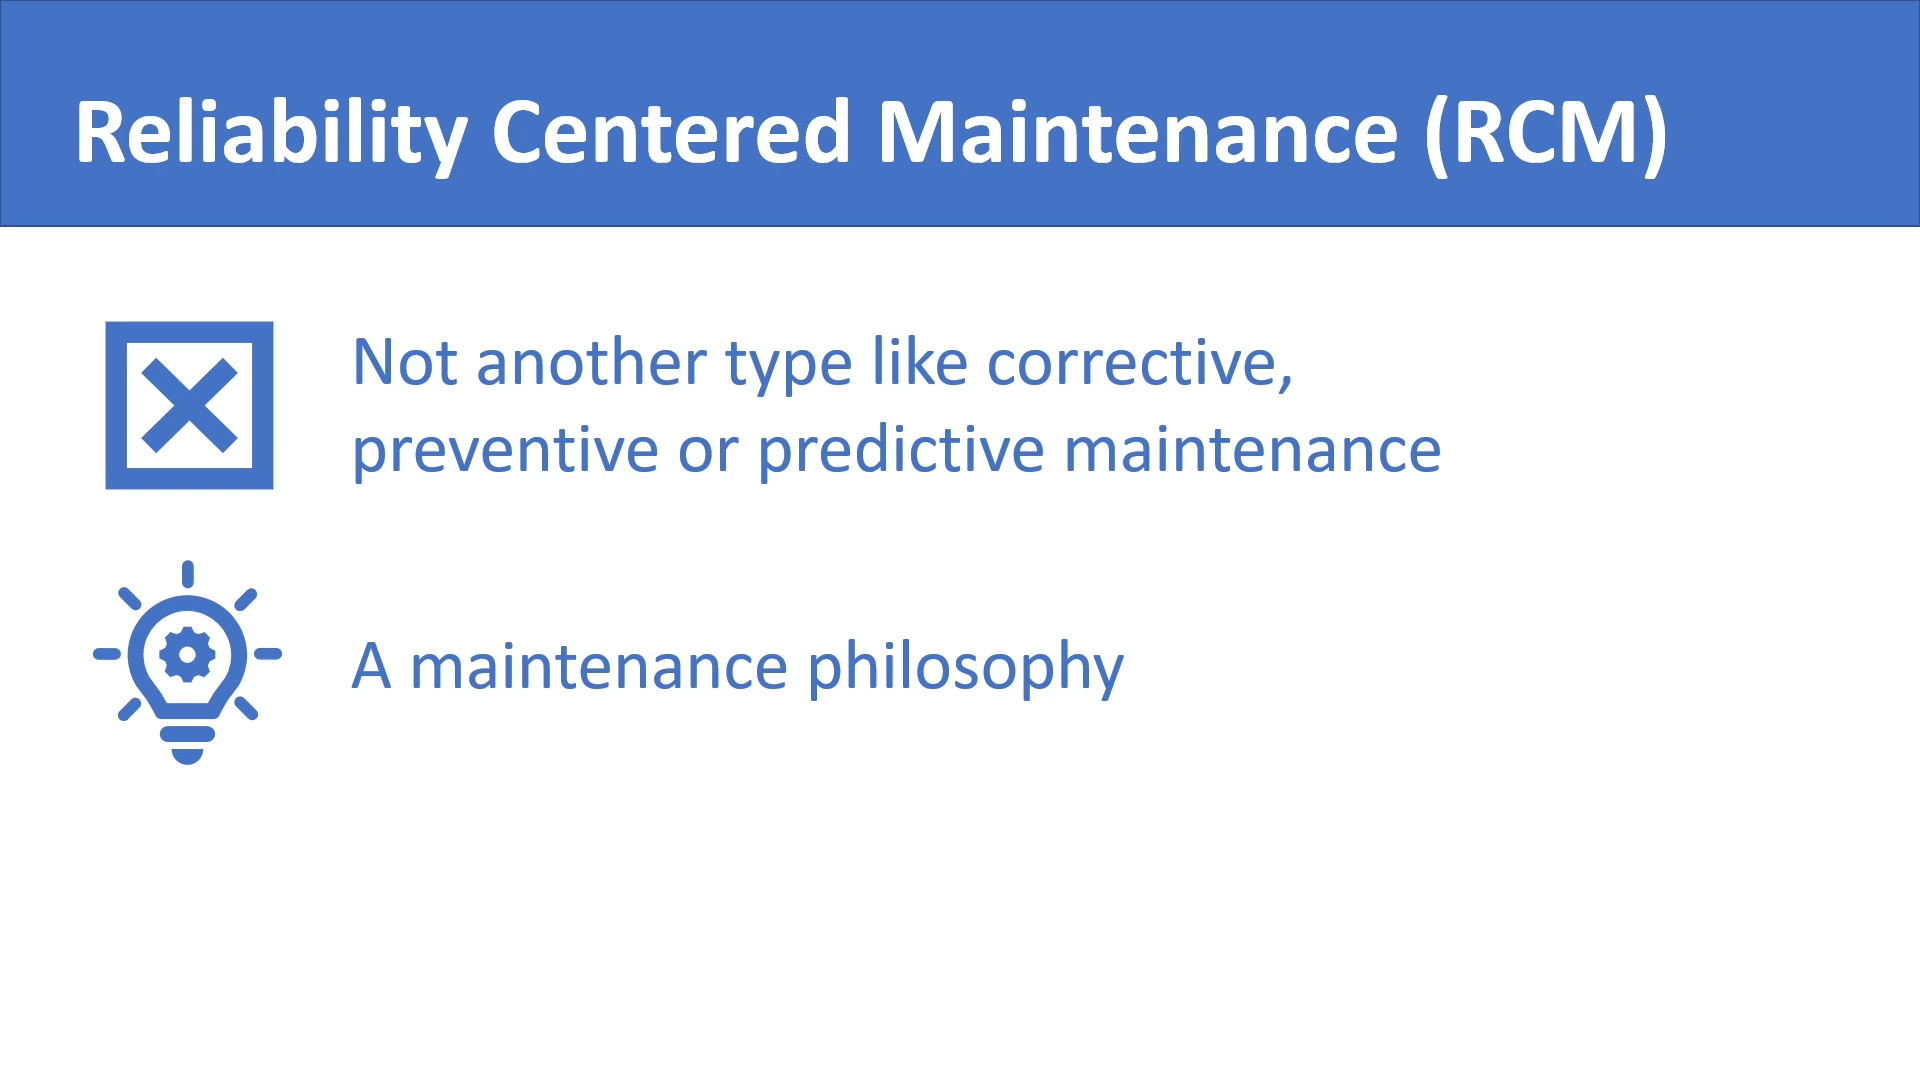 Reliability Centered Maintenance (RCM)
Not another type like corrective,
preventive or predictive maintenance
A maintenance philosophy